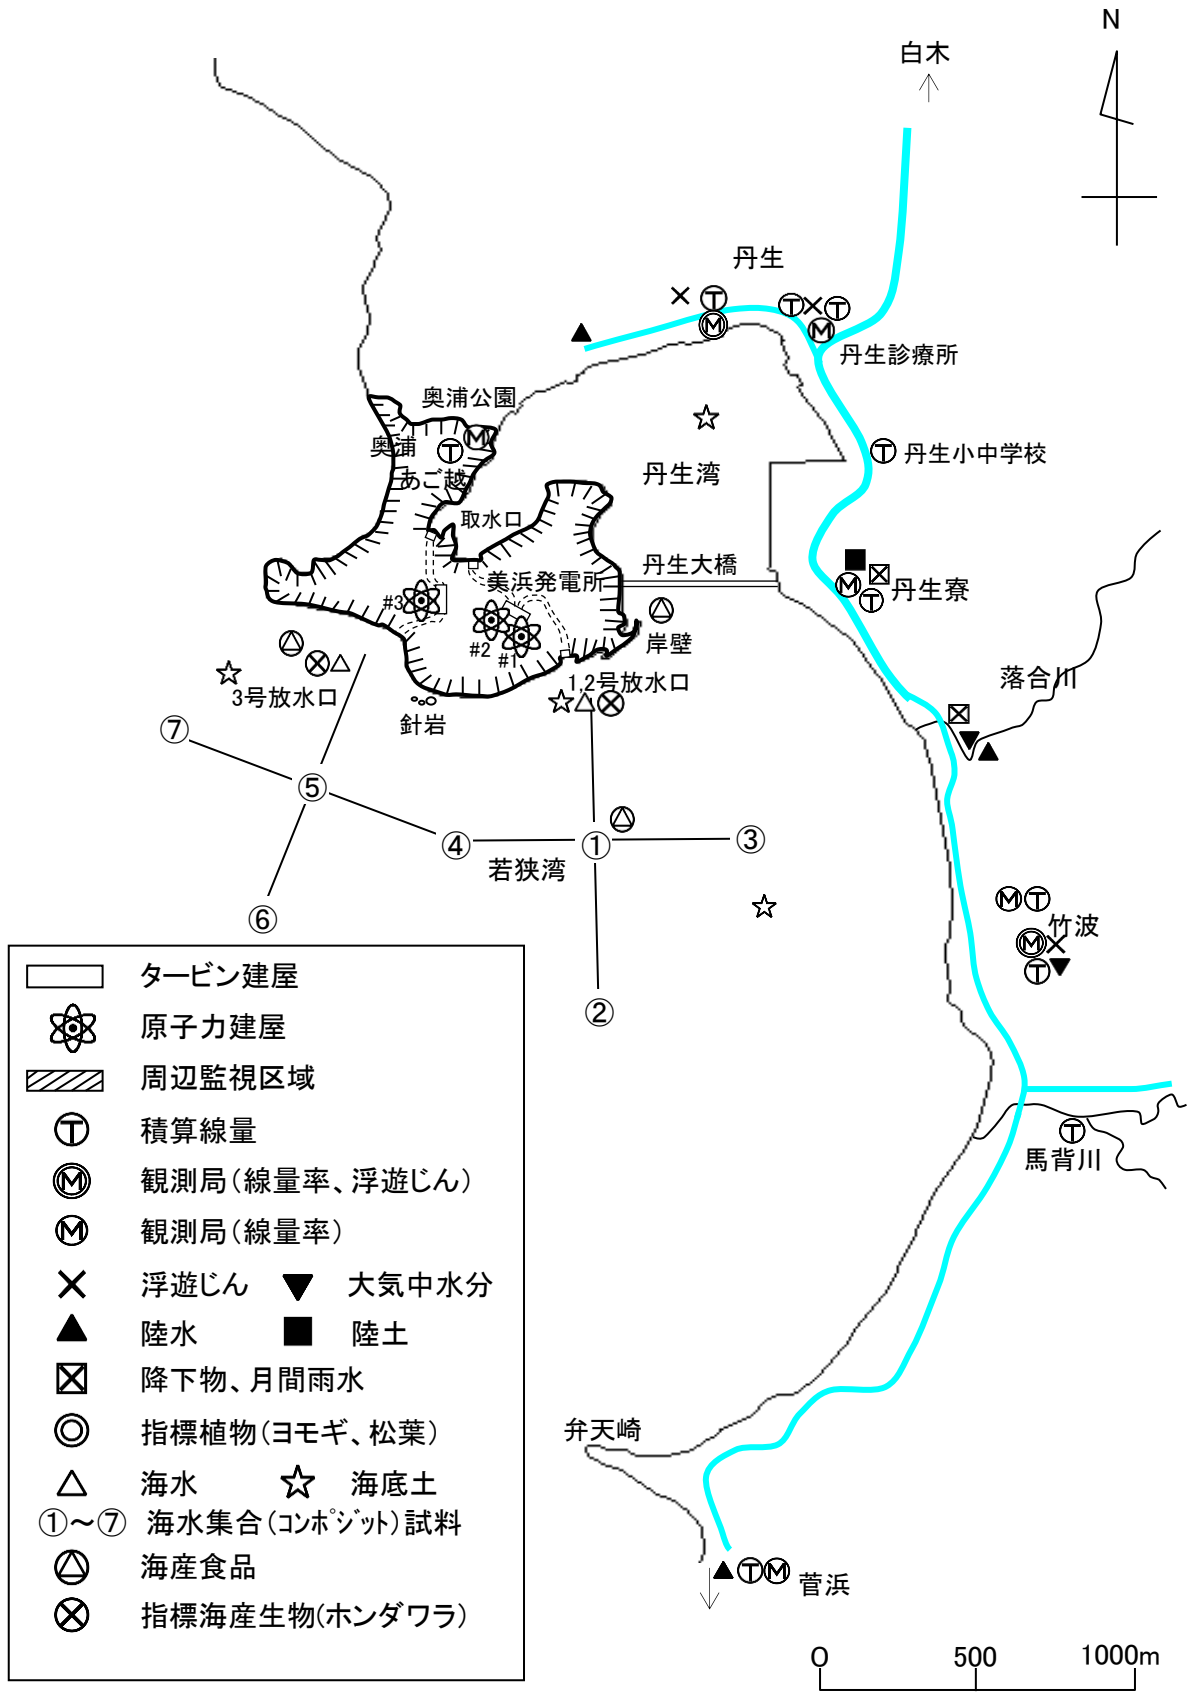 N
白木
丹生
T
T
T
M
M
丹生診療所
奥浦公園
M
奥浦
T
あご越
丹生湾
T
丹生小中学校
取水口
美浜発電所
丹生大橋
M
T
丹生寮
#3
#2
#1
岸壁
落合川
3号放水口
1,2号放水口
針岩
⑦
⑤
④
①
③
若狭湾
⑥
②
M
T
竹波
M
T
T
馬背川
弁天崎
T
M
菅浜
タービン建屋
原子力建屋
周辺監視区域
T 積算線量
M 観測局(線量率、浮遊じん)
M 観測局(線量率)
浮遊じん 大気中水分
陸水 陸土
降下物、月間雨水
指標植物(ヨモギ、松葉)
海水 海底土
①~⑦ 海水集合(ｺﾝﾎﾟｼﾞｯﾄ)試料
海産食品
指標海産生物(ホンダワラ)
0 500 1000m